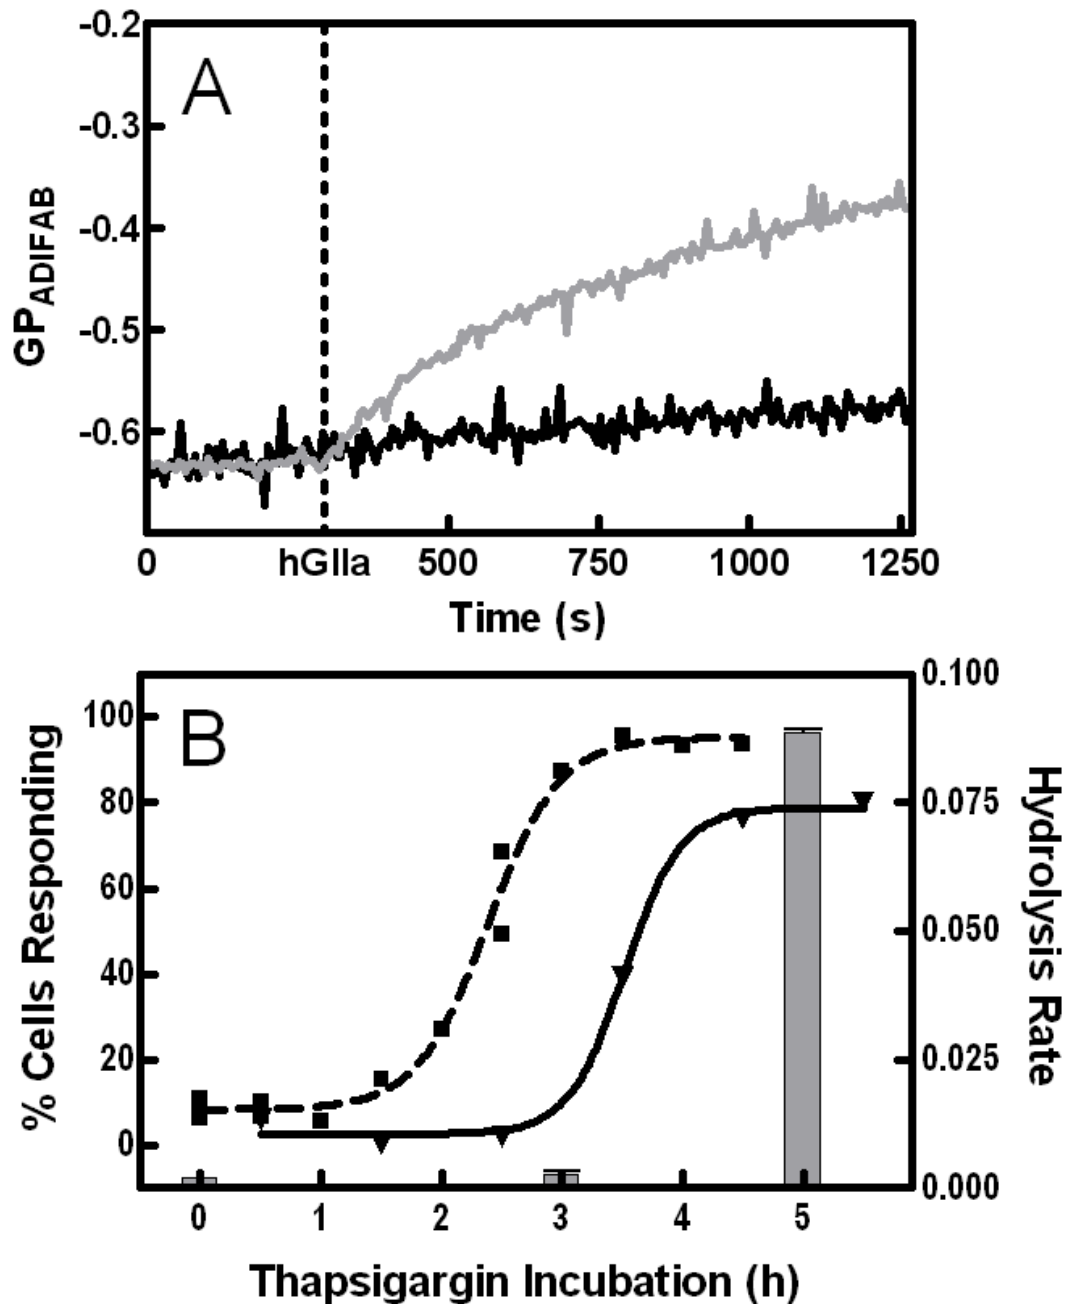 A
GPADIFAB
-0.2
-0.3
-0.4
-0.5
-0.6
0 hGIIa 500 750 1000 1250
Time (s)
B
% Cells Responding
100
80
60
40
20
0
0.100
0.075
0.050
0.025
0.000
Hydrolysis Rate
0 1 2 3 4 5
Thapsigargin Incubation (h)